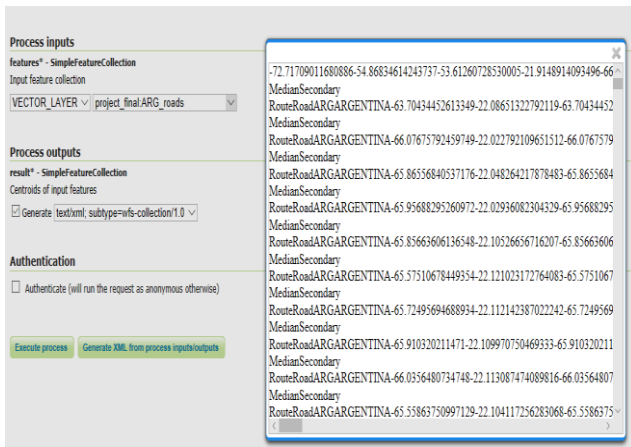 Process inputs
features* - SimpleFeatureCollection
Input feature collection
VECTOR_LAYER project_final:ARG_roads
Process outputs
result* - SimpleFeatureCollection
Centroids of input features
Generate text/xml; subtype=wfs-collection/1.0
Authentication
Authenticate (will run the request as anonymous otherwise)
Execute process Generate XML from process inputs/outputs
-72.71709011680886-54.86834614243737-53.61260728530005-21.9148914093496-66
MedianSecondary
RouteRoadARGARGENTINA-63.70434452613349-22.08651322792119-63.70434452
MedianSecondary
RouteRoadARGARGENTINA-66.07675792459749-22.022792109651512-66.0767579
MedianSecondary
RouteRoadARGARGENTINA-65.86556840537176-22.048264217878483-65.8655684
MedianSecondary
RouteRoadARGARGENTINA-65.95688295260972-22.02936082304329-65.95688295
MedianSecondary
RouteRoadARGARGENTINA-65.85663606136548-22.10526656716207-65.85663606
MedianSecondary
RouteRoadARGARGENTINA-65.57510678449354-22.121023172764083-65.5751067
MedianSecondary
RouteRoadARGARGENTINA-65.72495694688934-22.112142387022242-65.7249569
MedianSecondary
RouteRoadARGARGENTINA-65.910320211471-22.109970750469333-65.910320211
MedianSecondary
RouteRoadARGARGENTINA-66.0356480734748-22.113087474089816-66.03564807
MedianSecondary
RouteRoadARGARGENTINA-65.55863750997129-22.104117256283068-65.5586375